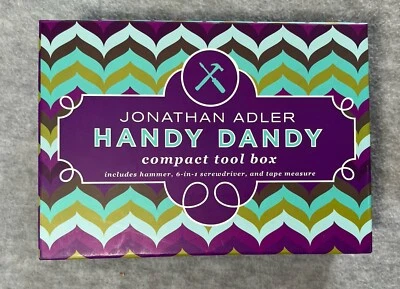 JONATHAN ADLER
HANDY DANDY
compact tool box
includes hammer, 6-in-1 screwdriver, and tape measure